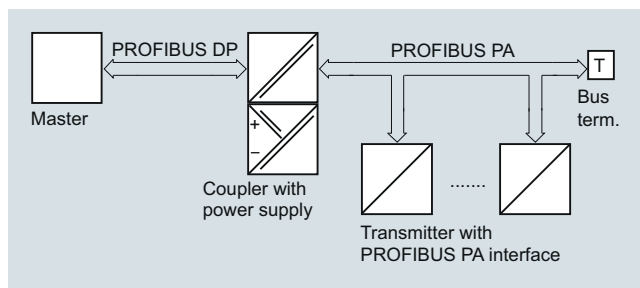 PROFIBUS DP
PROFIBUS PA
T
Master
+
–
Bus
term.
Coupler with
power supply
.......
Transmitter with
PROFIBUS PA interface